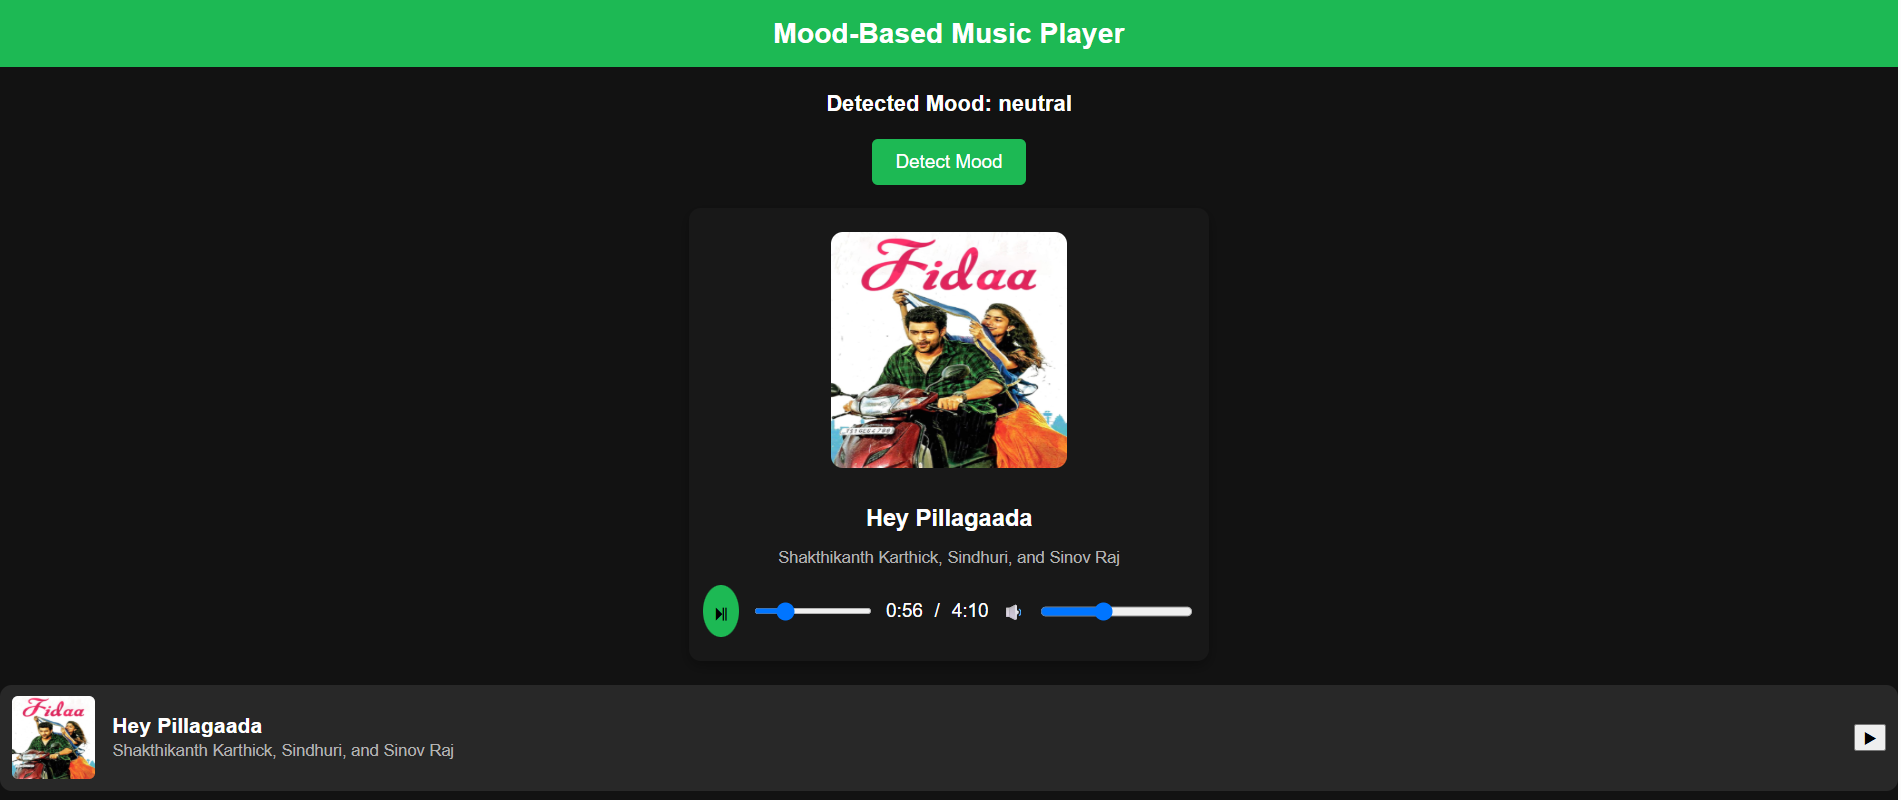 Mood-Based Music Player
Detected Mood: neutral
Detect Mood
Fidaa
Hey Pillagaada
Shakthikanth Karthick, Sindhuri, and Sinov Raj
0:56 / 4:10
Fidaa
Hey Pillagaada
Shakthikanth Karthick, Sindhuri, and Sinov Raj